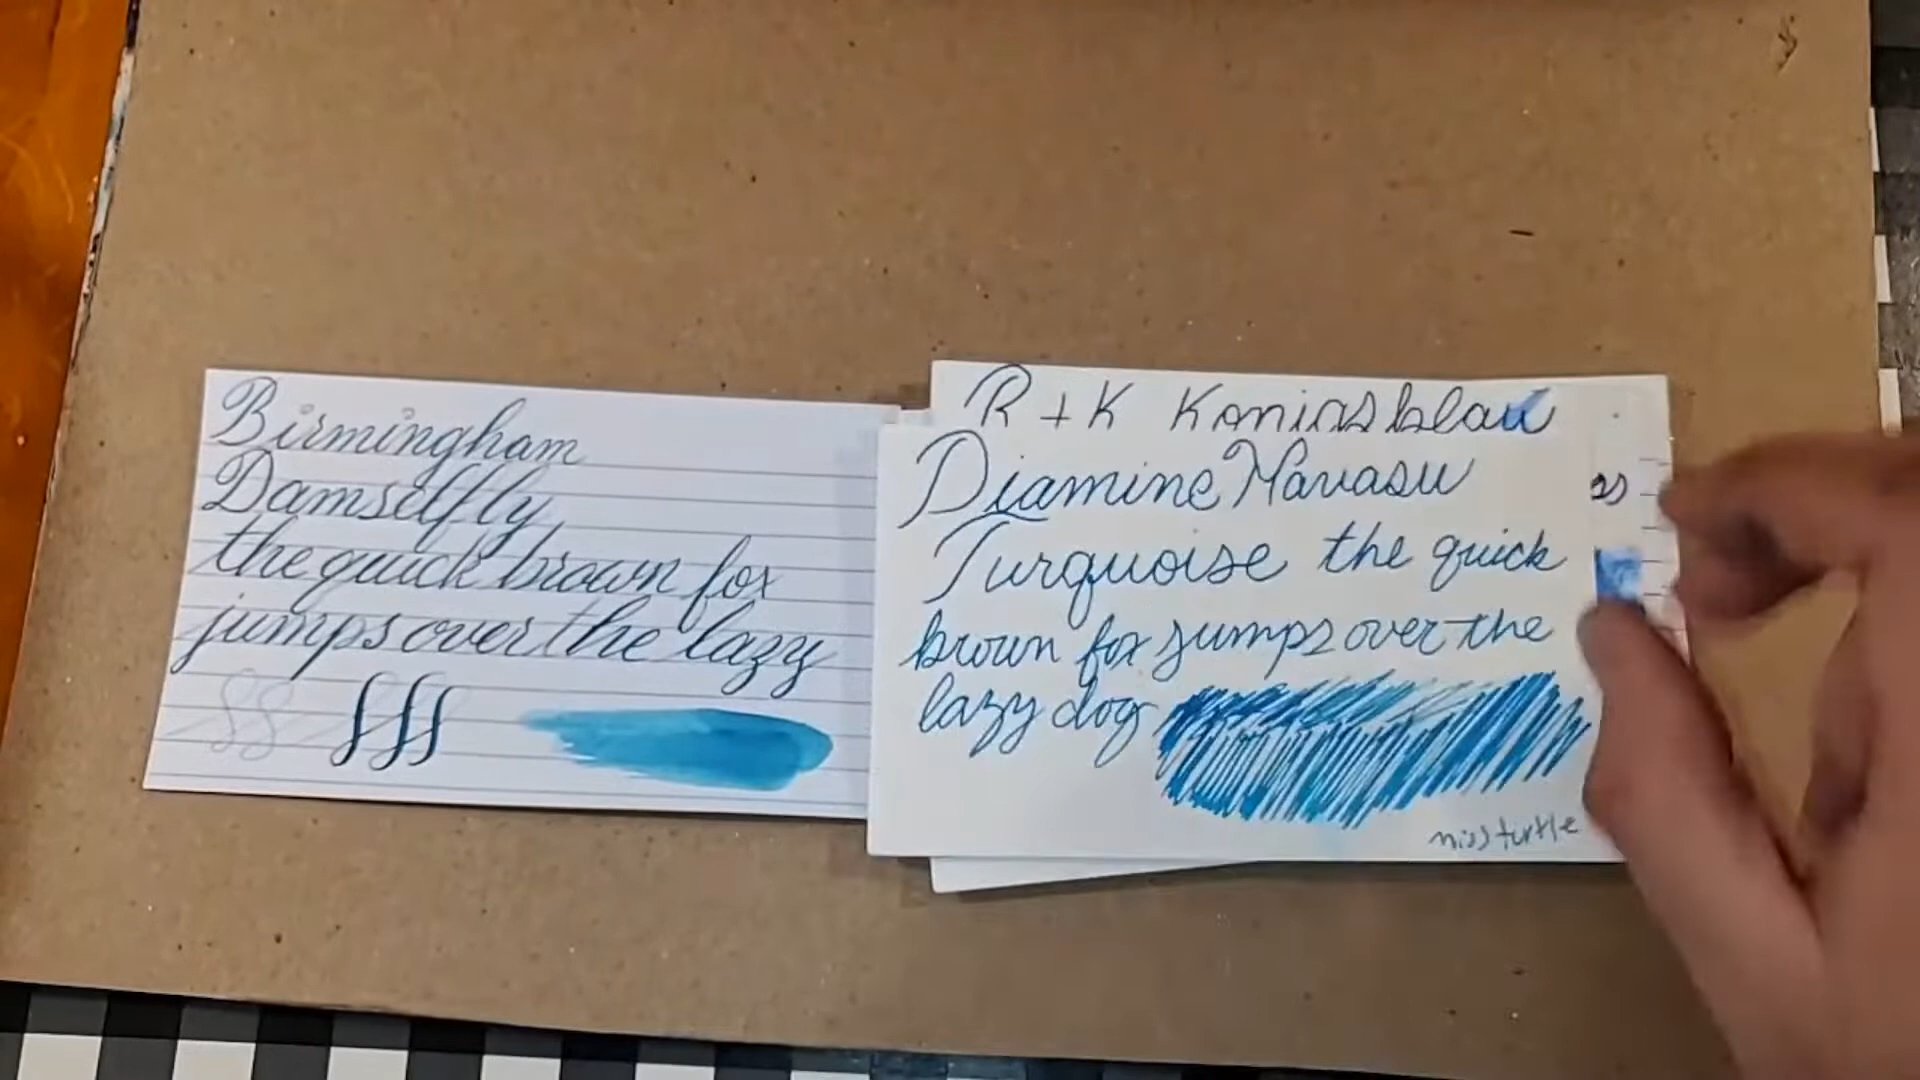 Birmingham
Damselfly
the quick brown fox
jumps over the lazy
R + K Konigsblau
Diamine Havasu
Turquoise the quick
brown fox jumps over the
lazy dog
miss turtle